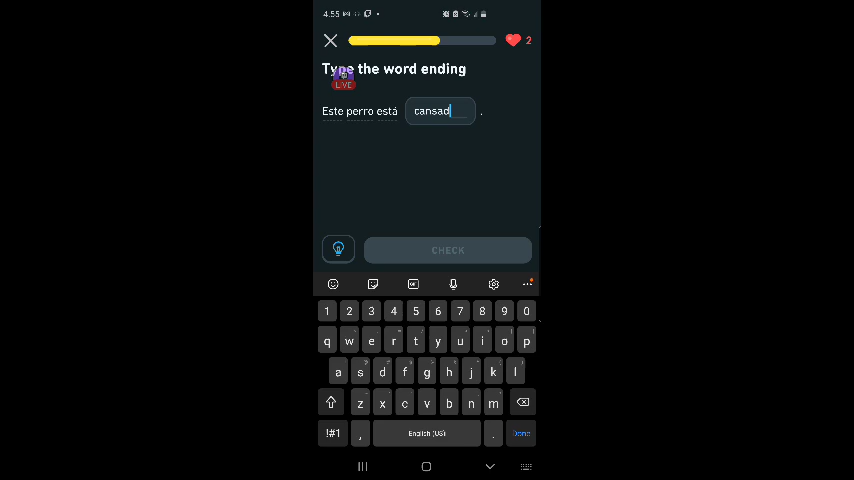 4.55
2
Type the word ending
LIVE
Este perro está cansad .
CHECK
GIF
1 2 3 4 5 6 7 8 9 0
q w e r t y u i o p
a s d f g h j k l
z x c v b n m
!#1 , English (US) . Done